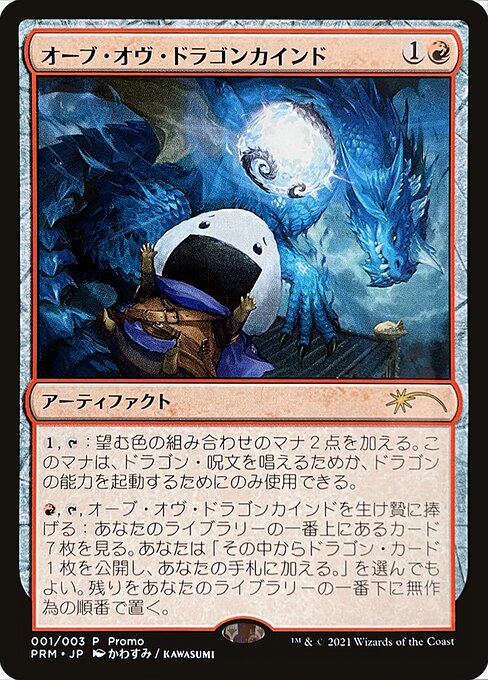 オーブ・オヴ・ドラゴンカインド 1
アーティファクト
1, : 望む色の組み合わせのマナ2点を加える。こ
のマナは、ドラゴン・呪文を唱えるためか、ドラゴン
の能力を起動するためにのみ使用できる。
, , オーブ・オヴ・ドラゴンカインドを生け贄に捧
げる:あなたのライブラリーの一番上にあるカード
7枚を見る。あなたは「その中からドラゴン・カード
1枚を公開し、あなたの手札に加える。」を選んでも
よい。残りをあなたのライブラリーの一番下に無作
為の順番で置く。
001/003 P Promo
PRM・JP かわすみ / KAWASUMI
™ & © 2021 Wizards of the Coast